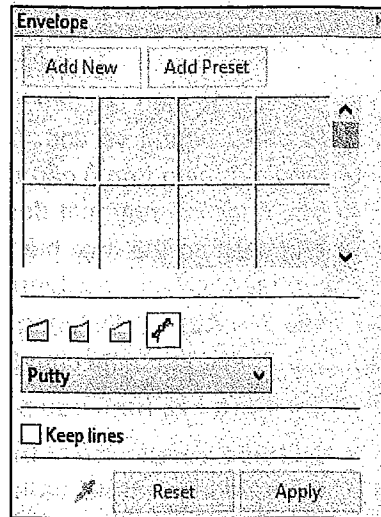 Envelope
Add New Add Preset
Putty
Keep lines
Reset Apply